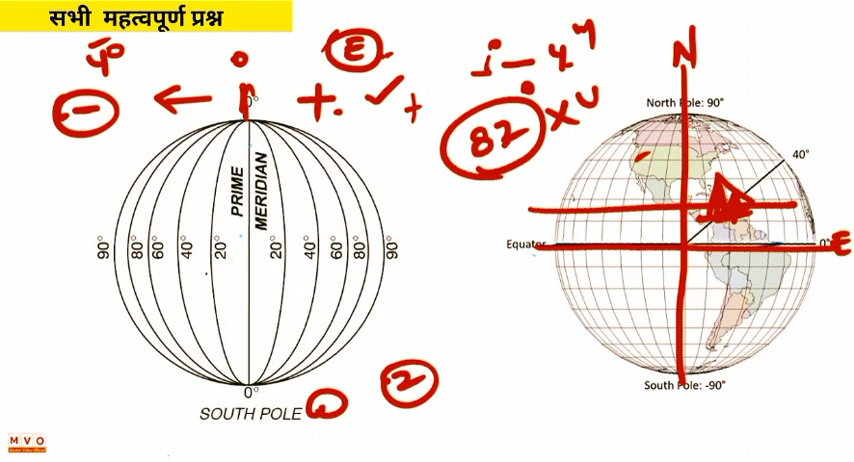 सभी महत्वपूर्ण प्रश्न
E
N
0°
+
+
-
82
North Pole: 90°
40°
PRIME
MERIDIAN
90° 80° 60° 40° 20° 20° 40° 60° 80° 90°
Equator
0°
E
0°
2
SOUTH POLE
South Pole: -90°
MVO